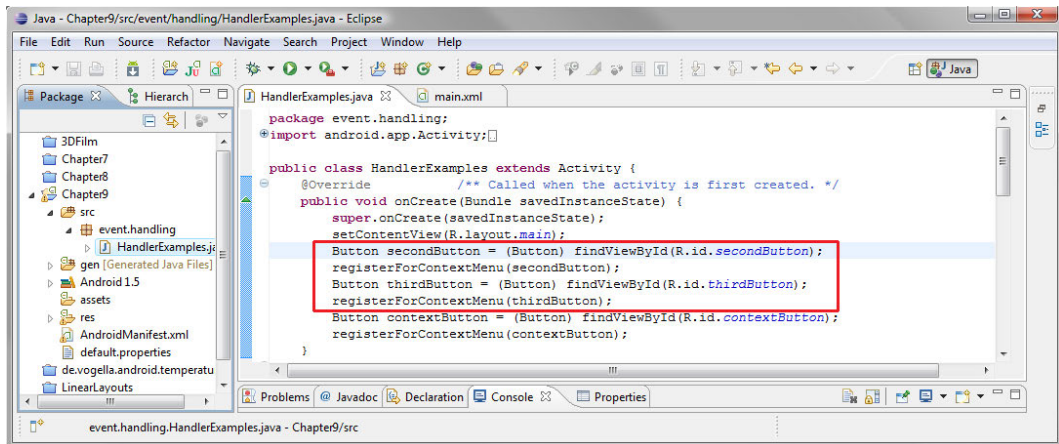 Java - Chapter9/src/event/handling/HandlerExamples.java - Eclipse
File Edit Run Source Refactor Navigate Search Project Window Help
Java
Package
Hierarch
HandlerExamples.java
main.xml
3DFilm
Chapter7
Chapter8
Chapter9
src
event.handling
HandlerExamples.ja
gen [Generated Java Files]
Android 1.5
assets
res
AndroidManifest.xml
default.properties
de.vogella.android.temperatu
LinearLayouts
package event.handling;
import android.app.Activity;
public class HandlerExamples extends Activity {
@Override /** Called when the activity is first created. */
public void onCreate(Bundle savedInstanceState) {
super.onCreate(savedInstanceState);
setContentView(R.layout.main);
Button secondButton = (Button) findViewById(R.id.secondButton);
registerForContextMenu(secondButton);
Button thirdButton = (Button) findViewById(R.id.thirdButton);
registerForContextMenu(thirdButton);
Button contextButton = (Button) findViewById(R.id.contextButton);
registerForContextMenu(contextButton);
}
Problems @ Javadoc Declaration Console Properties
event.handling.HandlerExamples.java - Chapter9/src